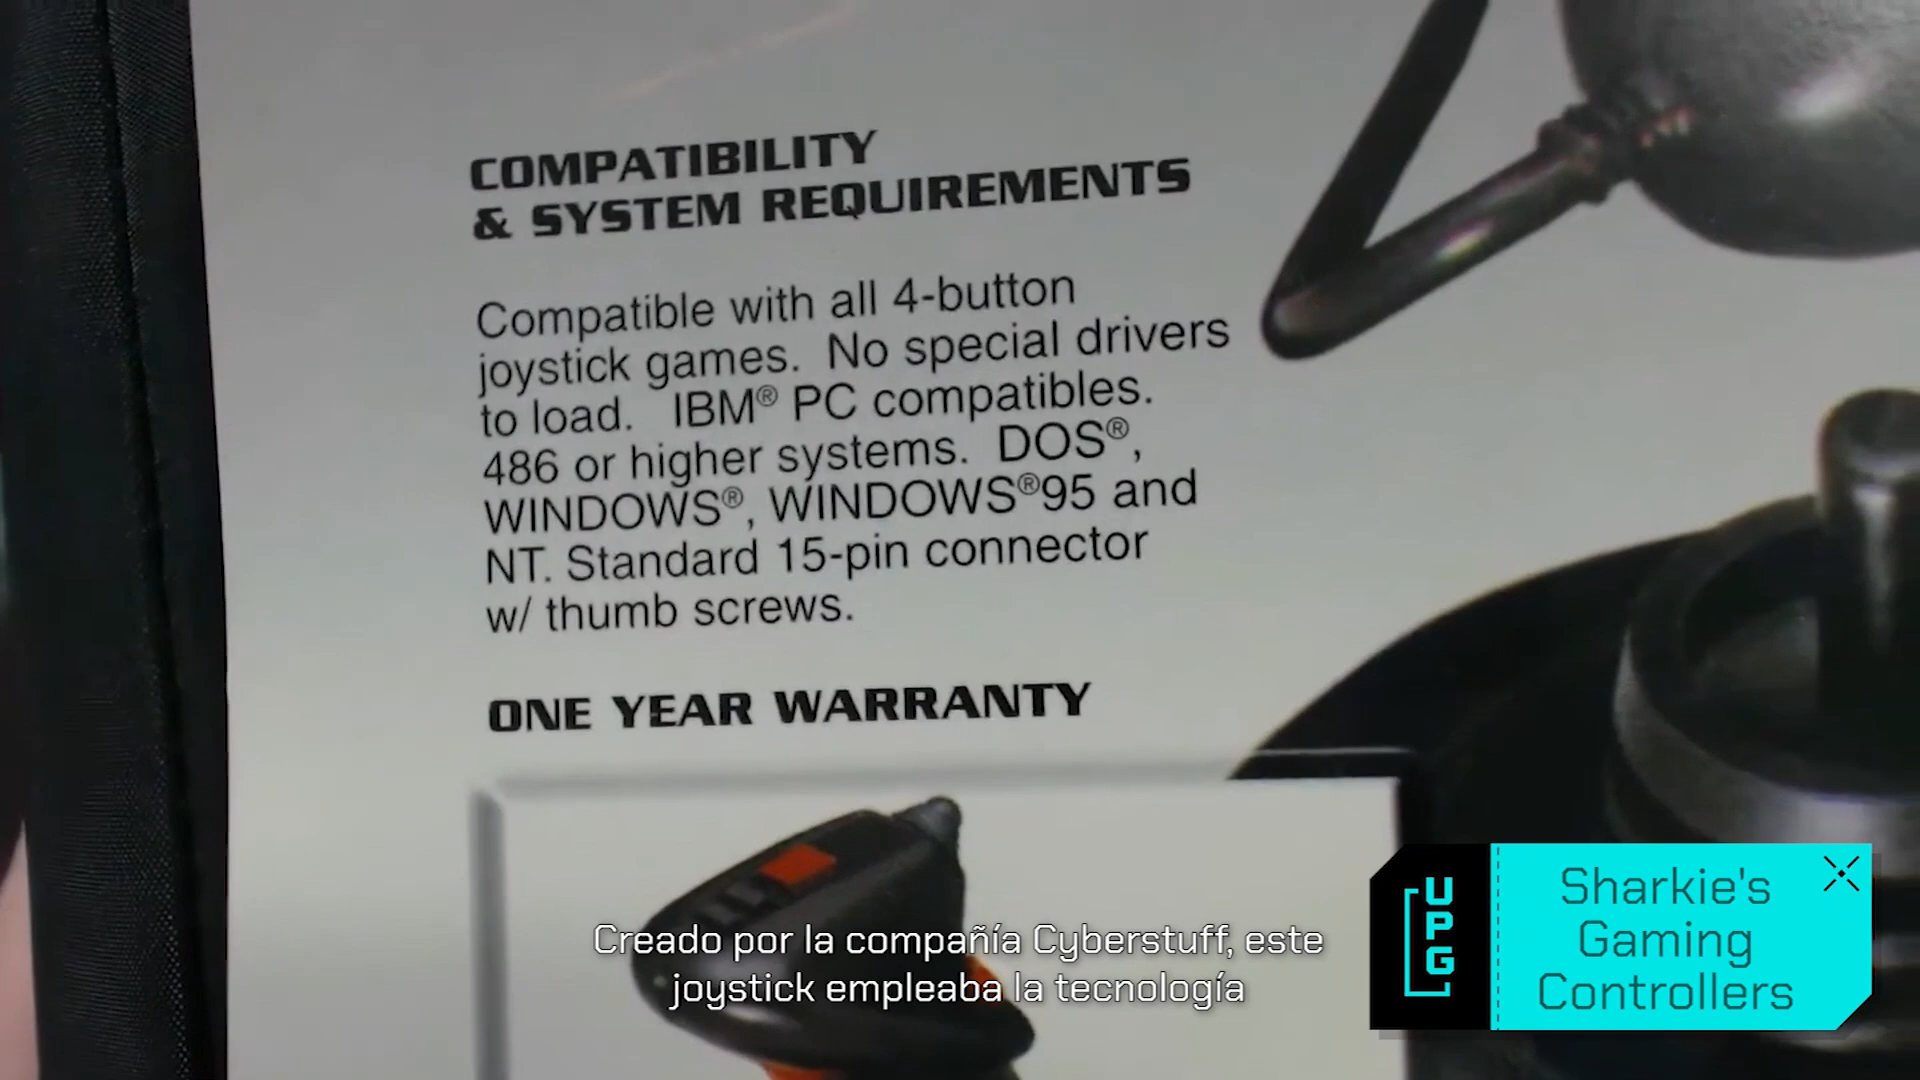 COMPATIBILITY
& SYSTEM REQUIREMENTS
Compatible with all 4-button
joystick games. No special drivers
to load. IBM® PC compatibles.
486 or higher systems. DOS®,
WINDOWS®, WINDOWS®95 and
NT. Standard 15-pin connector
w/ thumb screws.
ONE YEAR WARRANTY
Creado por la compañía Cyberstuff, este
joystick empleaba la tecnología
UPG
Sharkie's
Gaming
Controllers